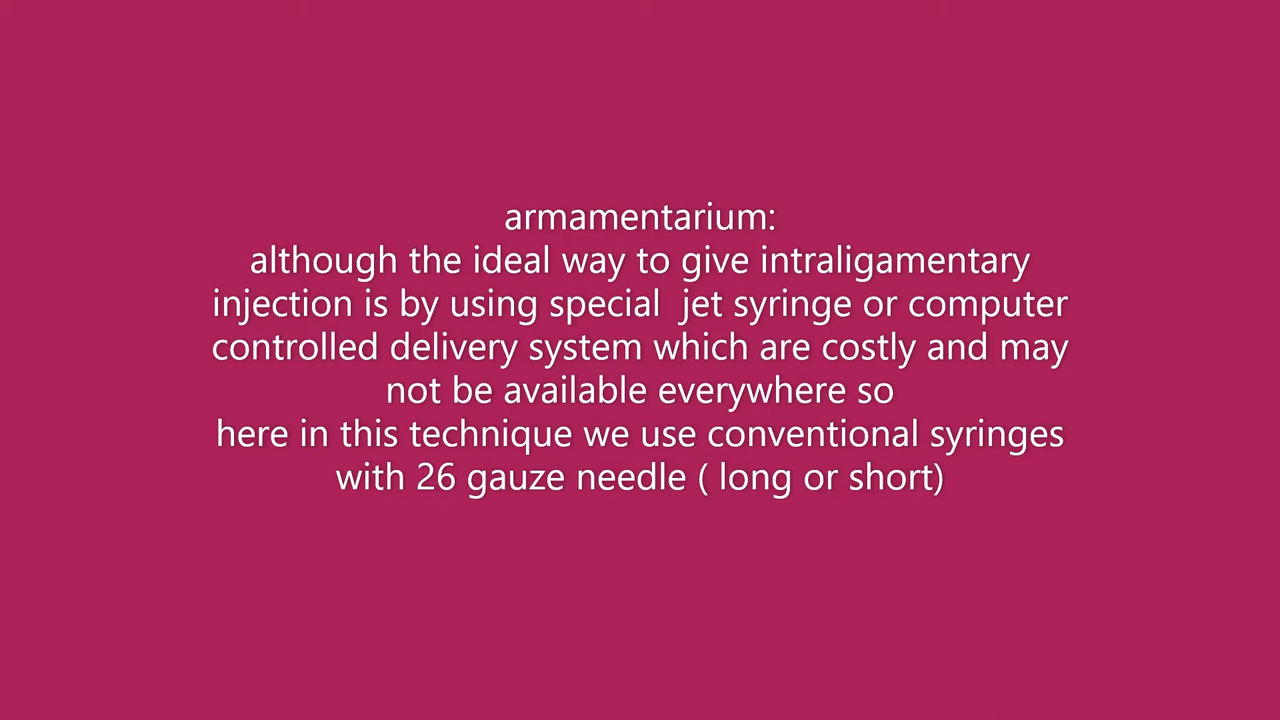 armamentarium:
although the ideal way to give intraligamentary
injection is by using special  jet syringe or computer
controlled delivery system which are costly and may
not be available everywhere so
here in this technique we use conventional syringes
with 26 gauze needle ( long or short)